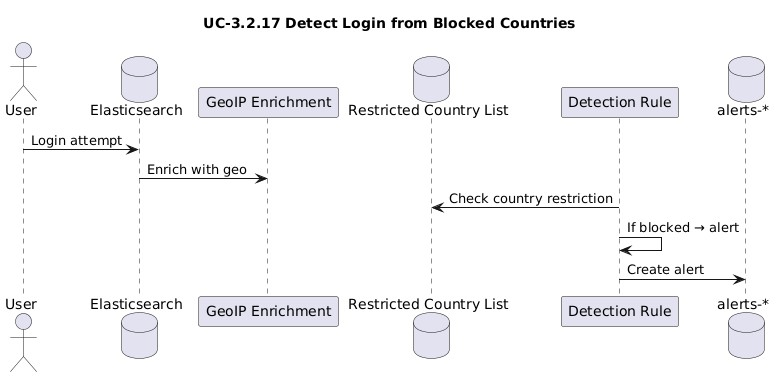 UC-3.2.17 Detect Login from Blocked Countries
User
Elasticsearch
GeoIP Enrichment
Restricted Country List
Detection Rule
alerts-*
Login attempt
Enrich with geo
Check country restriction
If blocked → alert
Create alert
User
Elasticsearch
GeoIP Enrichment
Restricted Country List
Detection Rule
alerts-*